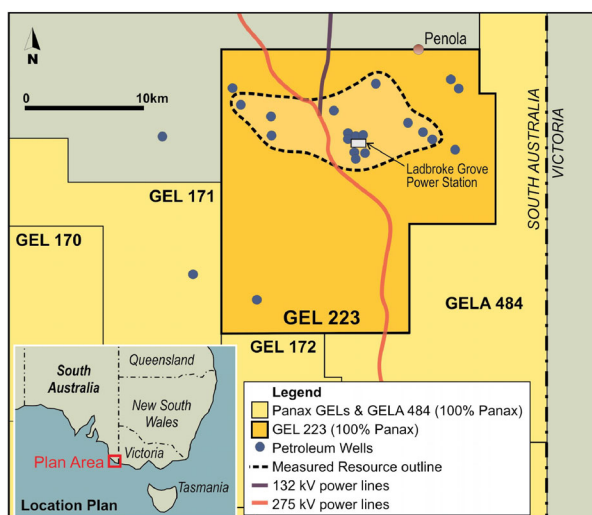 Penola
N
0
10km
Ladbroke Grove
Power Station
SOUTH AUSTRALIA
VICTORIA
GEL 171
GEL 170
GELA 484
GEL 223
GEL 172
South
Australia
Queensland
New South
Wales
Victoria
Plan Area
Tasmania
Location Plan
Legend
Panax GELs & GELA 484 (100% Panax)
GEL 223 (100% Panax)
Petroleum Wells
Measured Resource outline
132 kV power lines
275 kV power lines